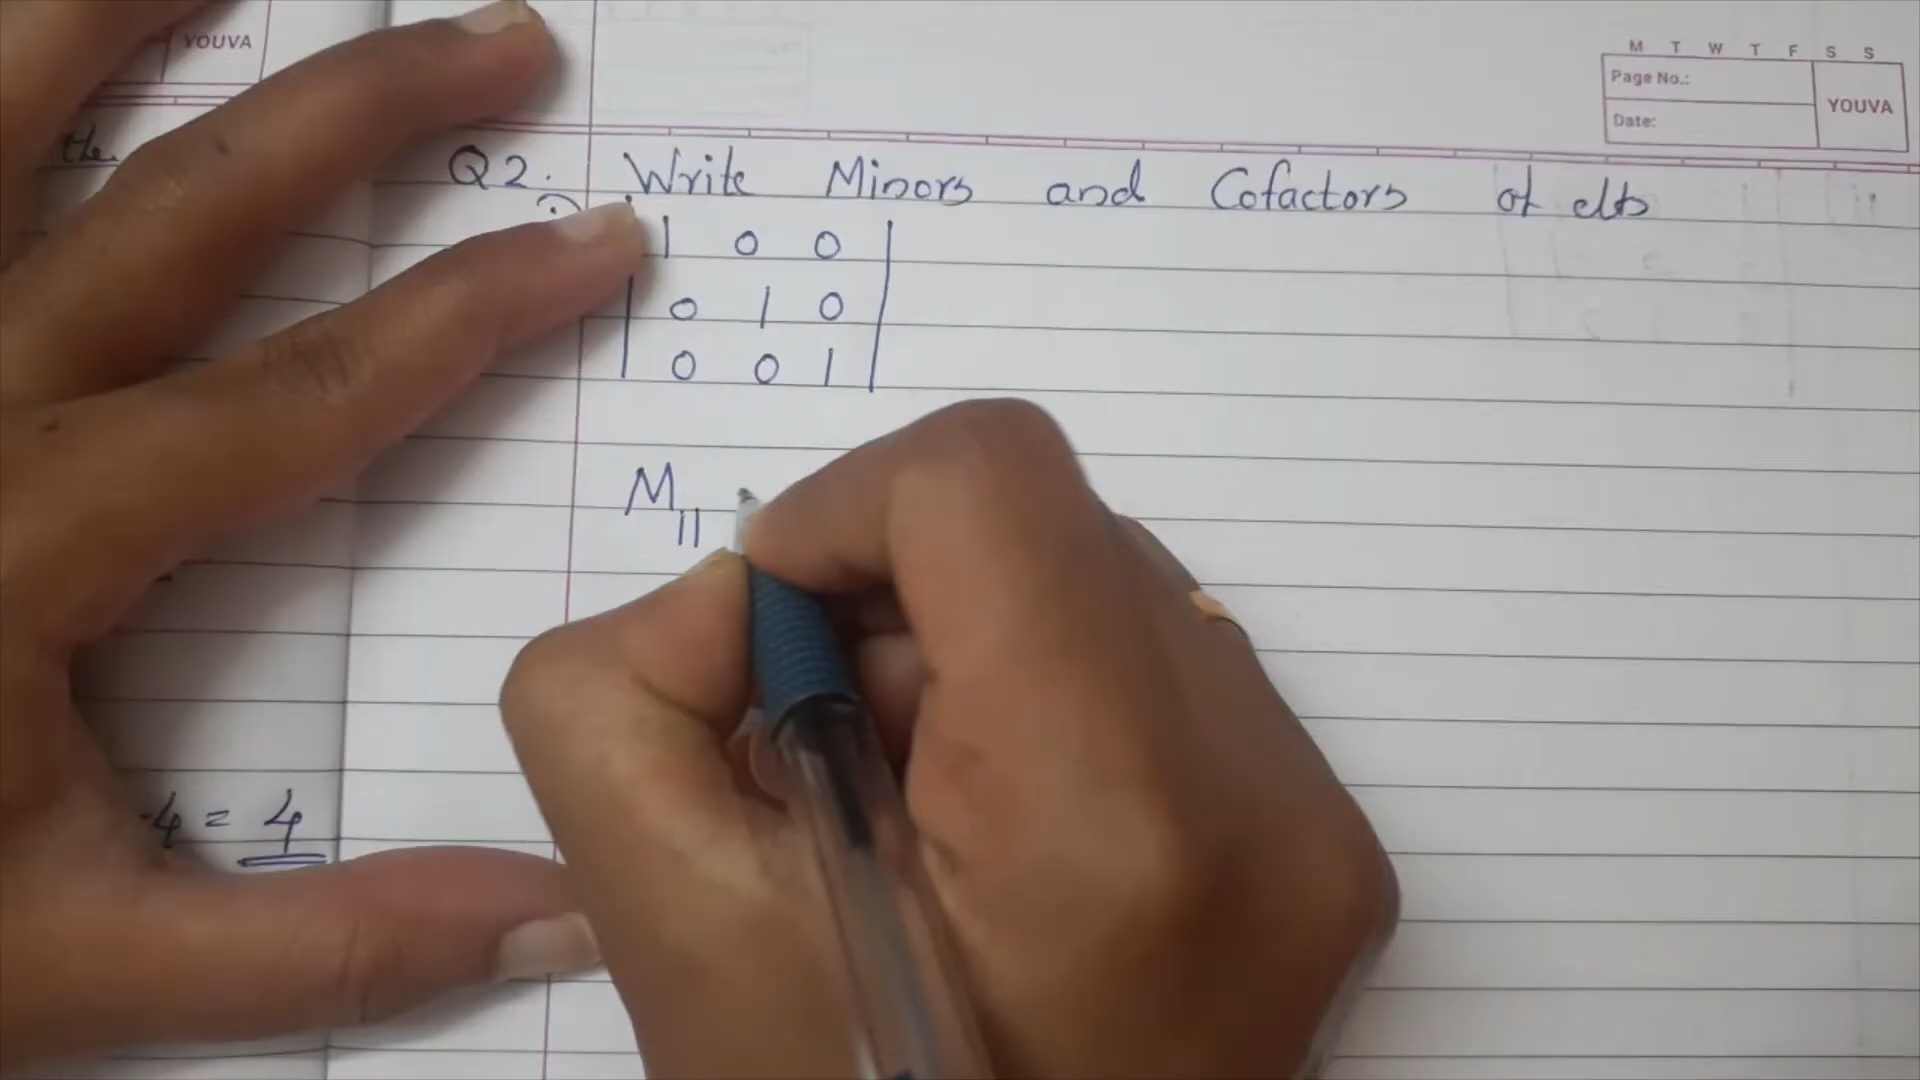 YOUVA
M T W T F S S
Page No.:
YOUVA
Date:
the
Q2. Write Minors and Cofactors of elts
1 0 0
0 1 0
0 0 1
M11
-4 = 4